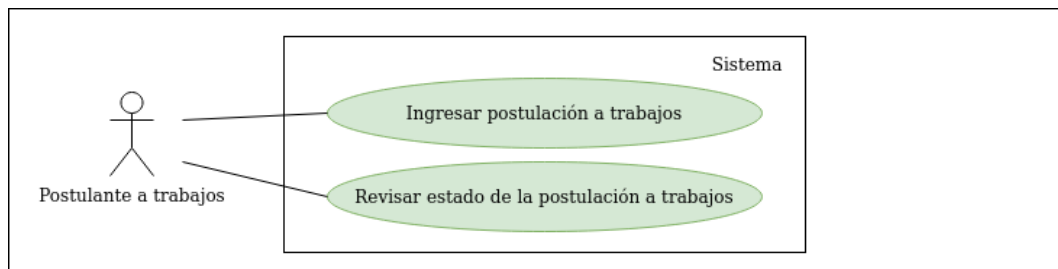 Sistema
Ingresar postulación a trabajos
Postulante a trabajos
Revisar estado de la postulación a trabajos